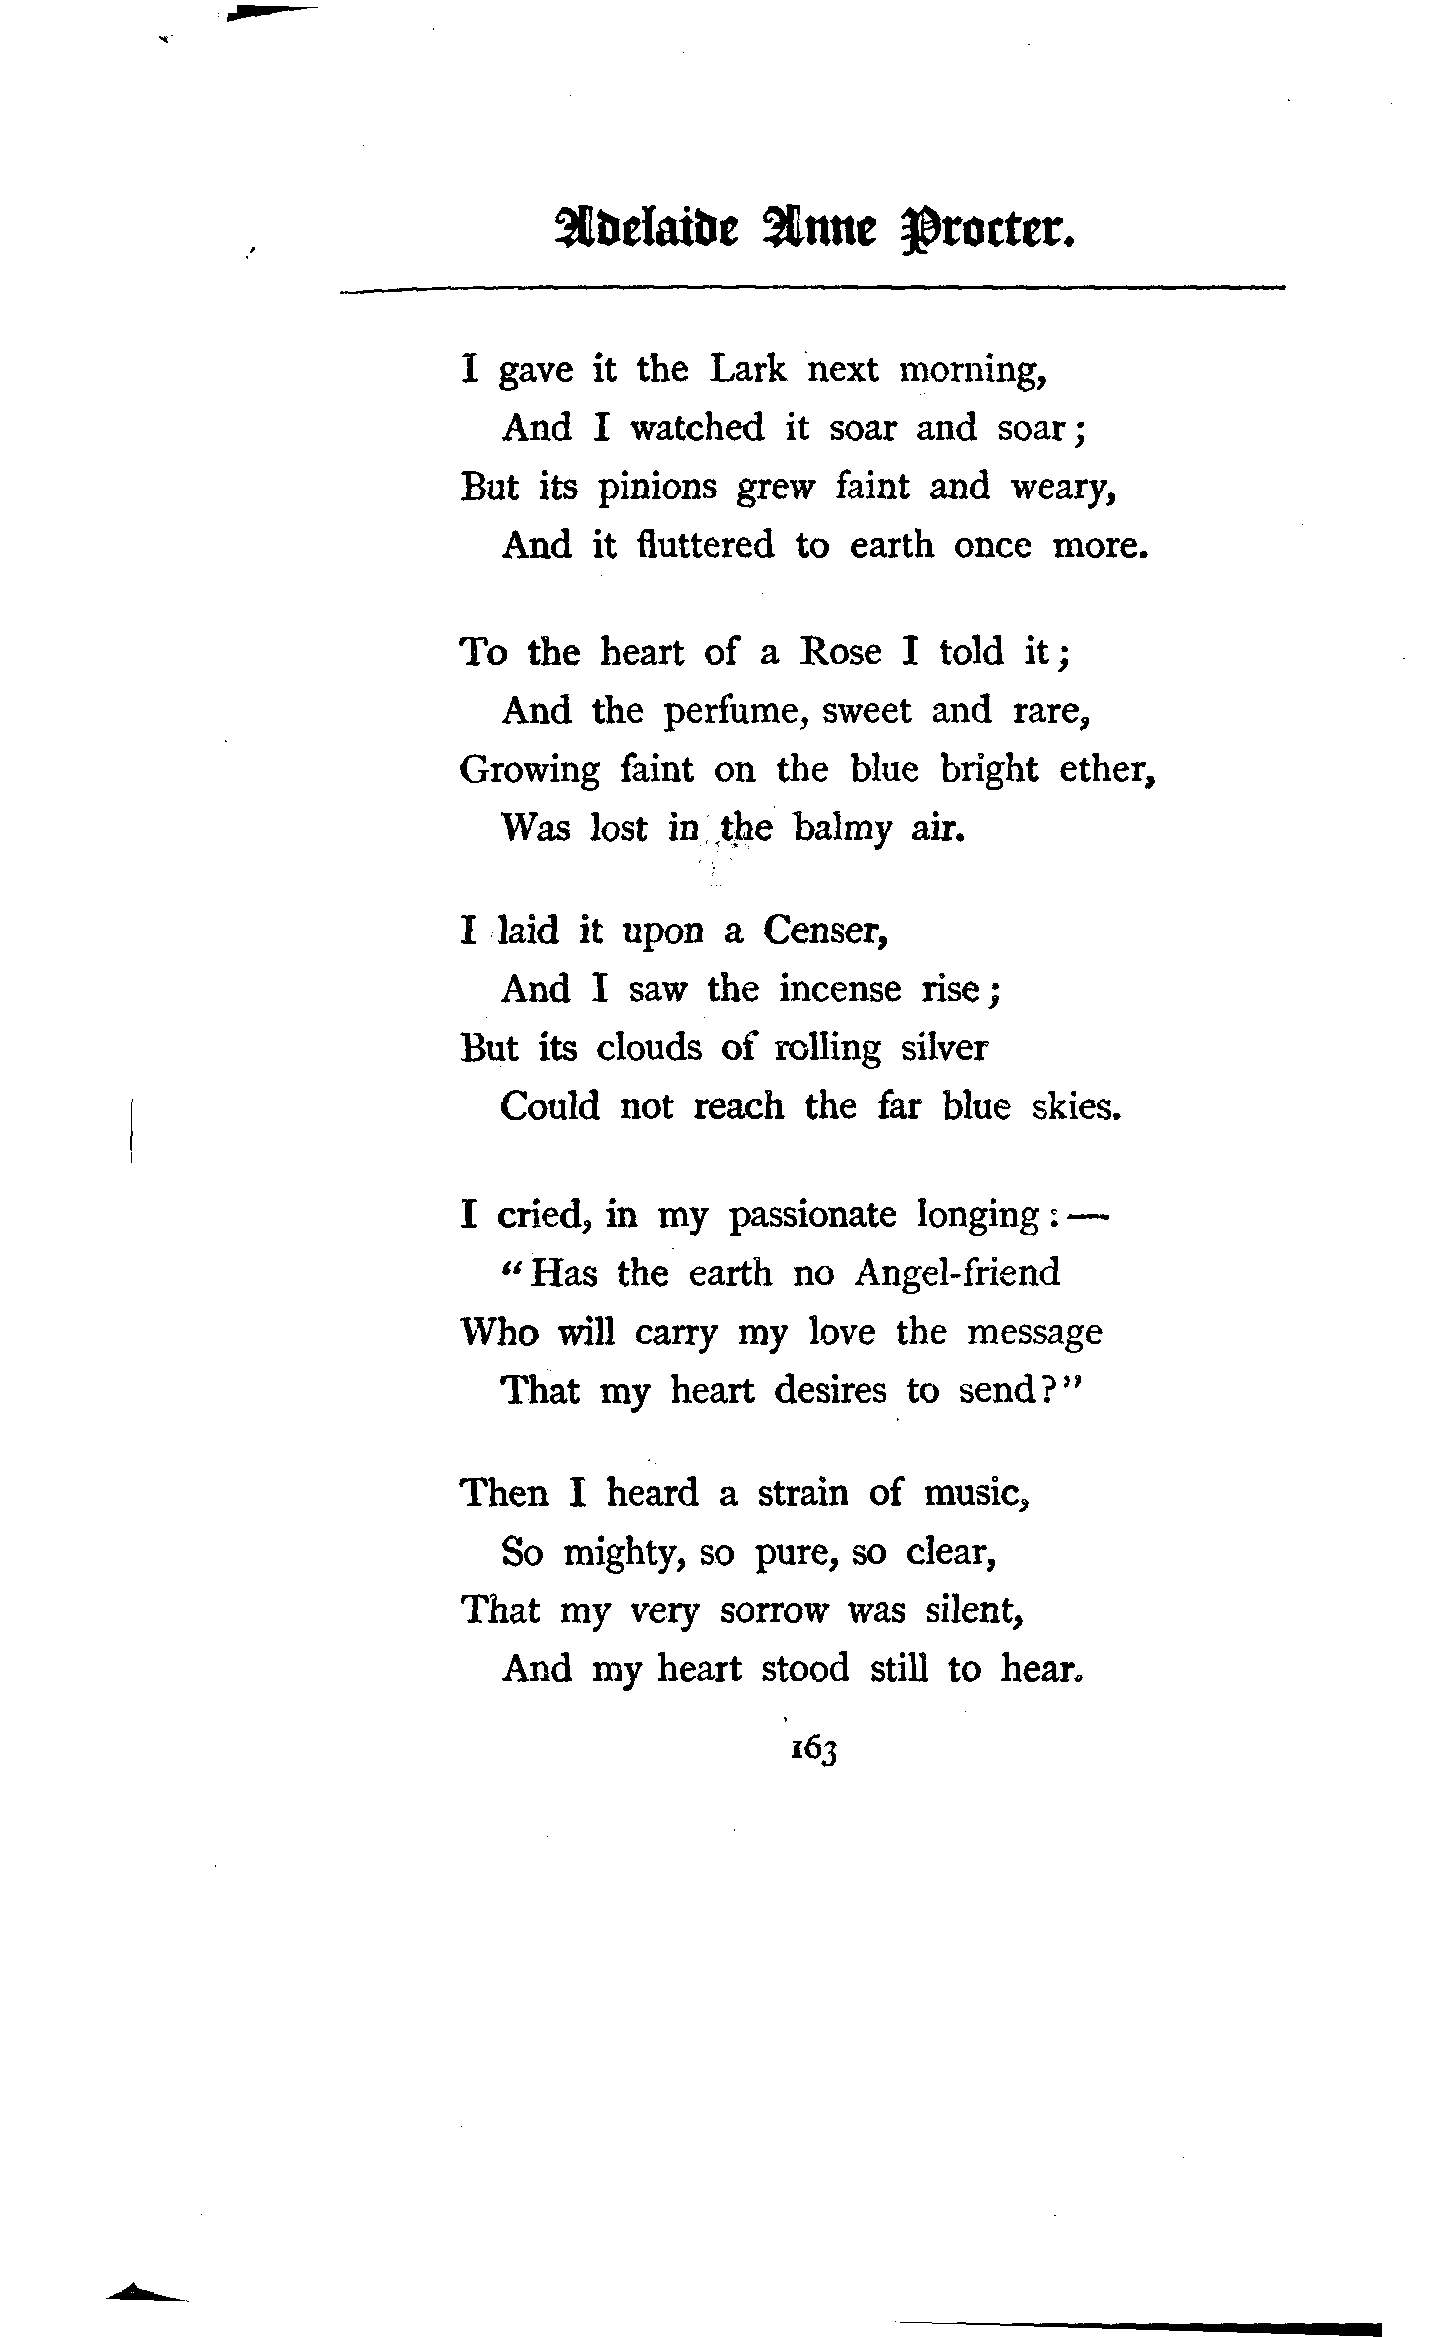 Adelaide Anne Procter.
I gave it the Lark next morning,
And I watched it soar and soar;
But its pinions grew faint and weary,
And it fluttered to earth once more.
To the heart of a Rose I told it;
And the perfume, sweet and rare,
Growing faint on the blue bright ether,
Was lost in the balmy air.
I laid it upon a Censer,
And I saw the incense rise;
But its clouds of rolling silver
Could not reach the far blue skies.
I cried, in my passionate longing:—
"Has the earth no Angel-friend
Who will carry my love the message
That my heart desires to send?"
Then I heard a strain of music,
So mighty, so pure, so clear,
That my very sorrow was silent,
And my heart stood still to hear.
163